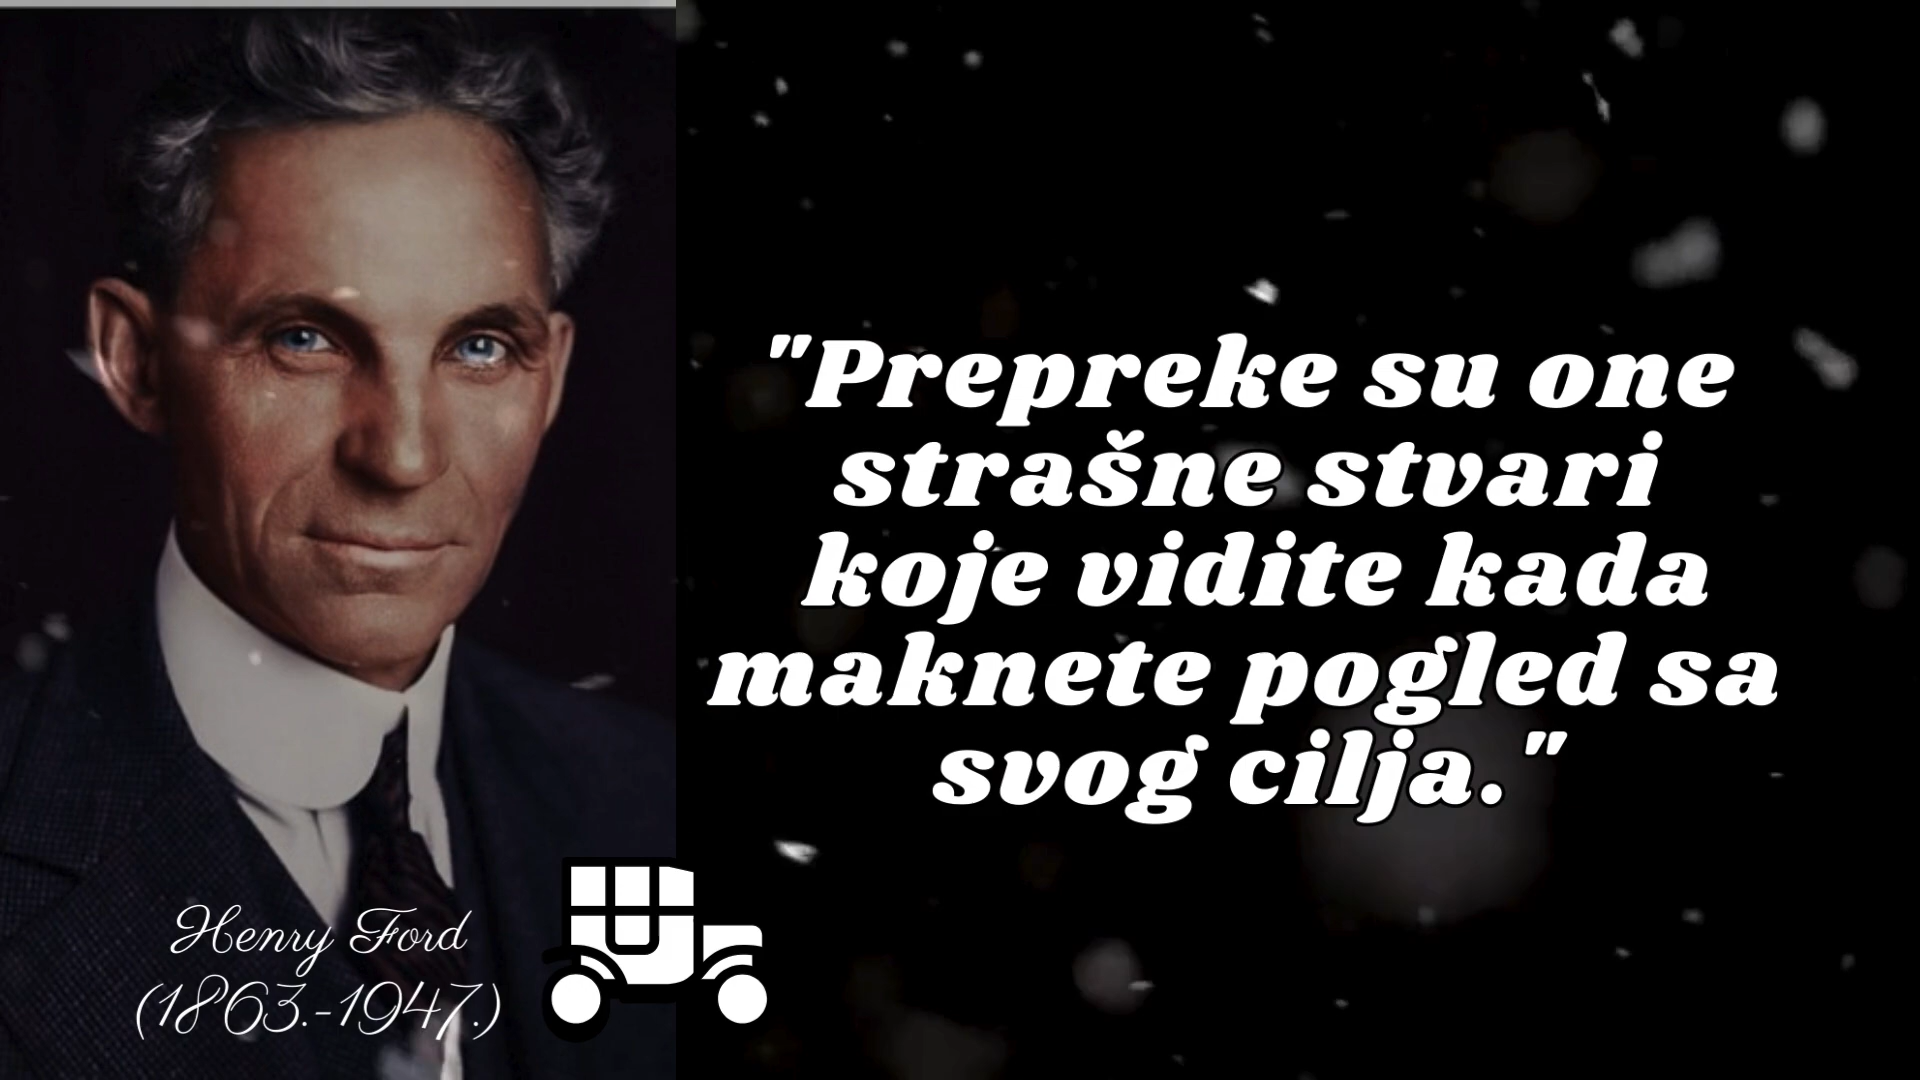 "Prepreke su one
strašne stvari
koje vidite kada
maknete pogled sa
svog cilja."
Henry Ford
(1863.-1947.)